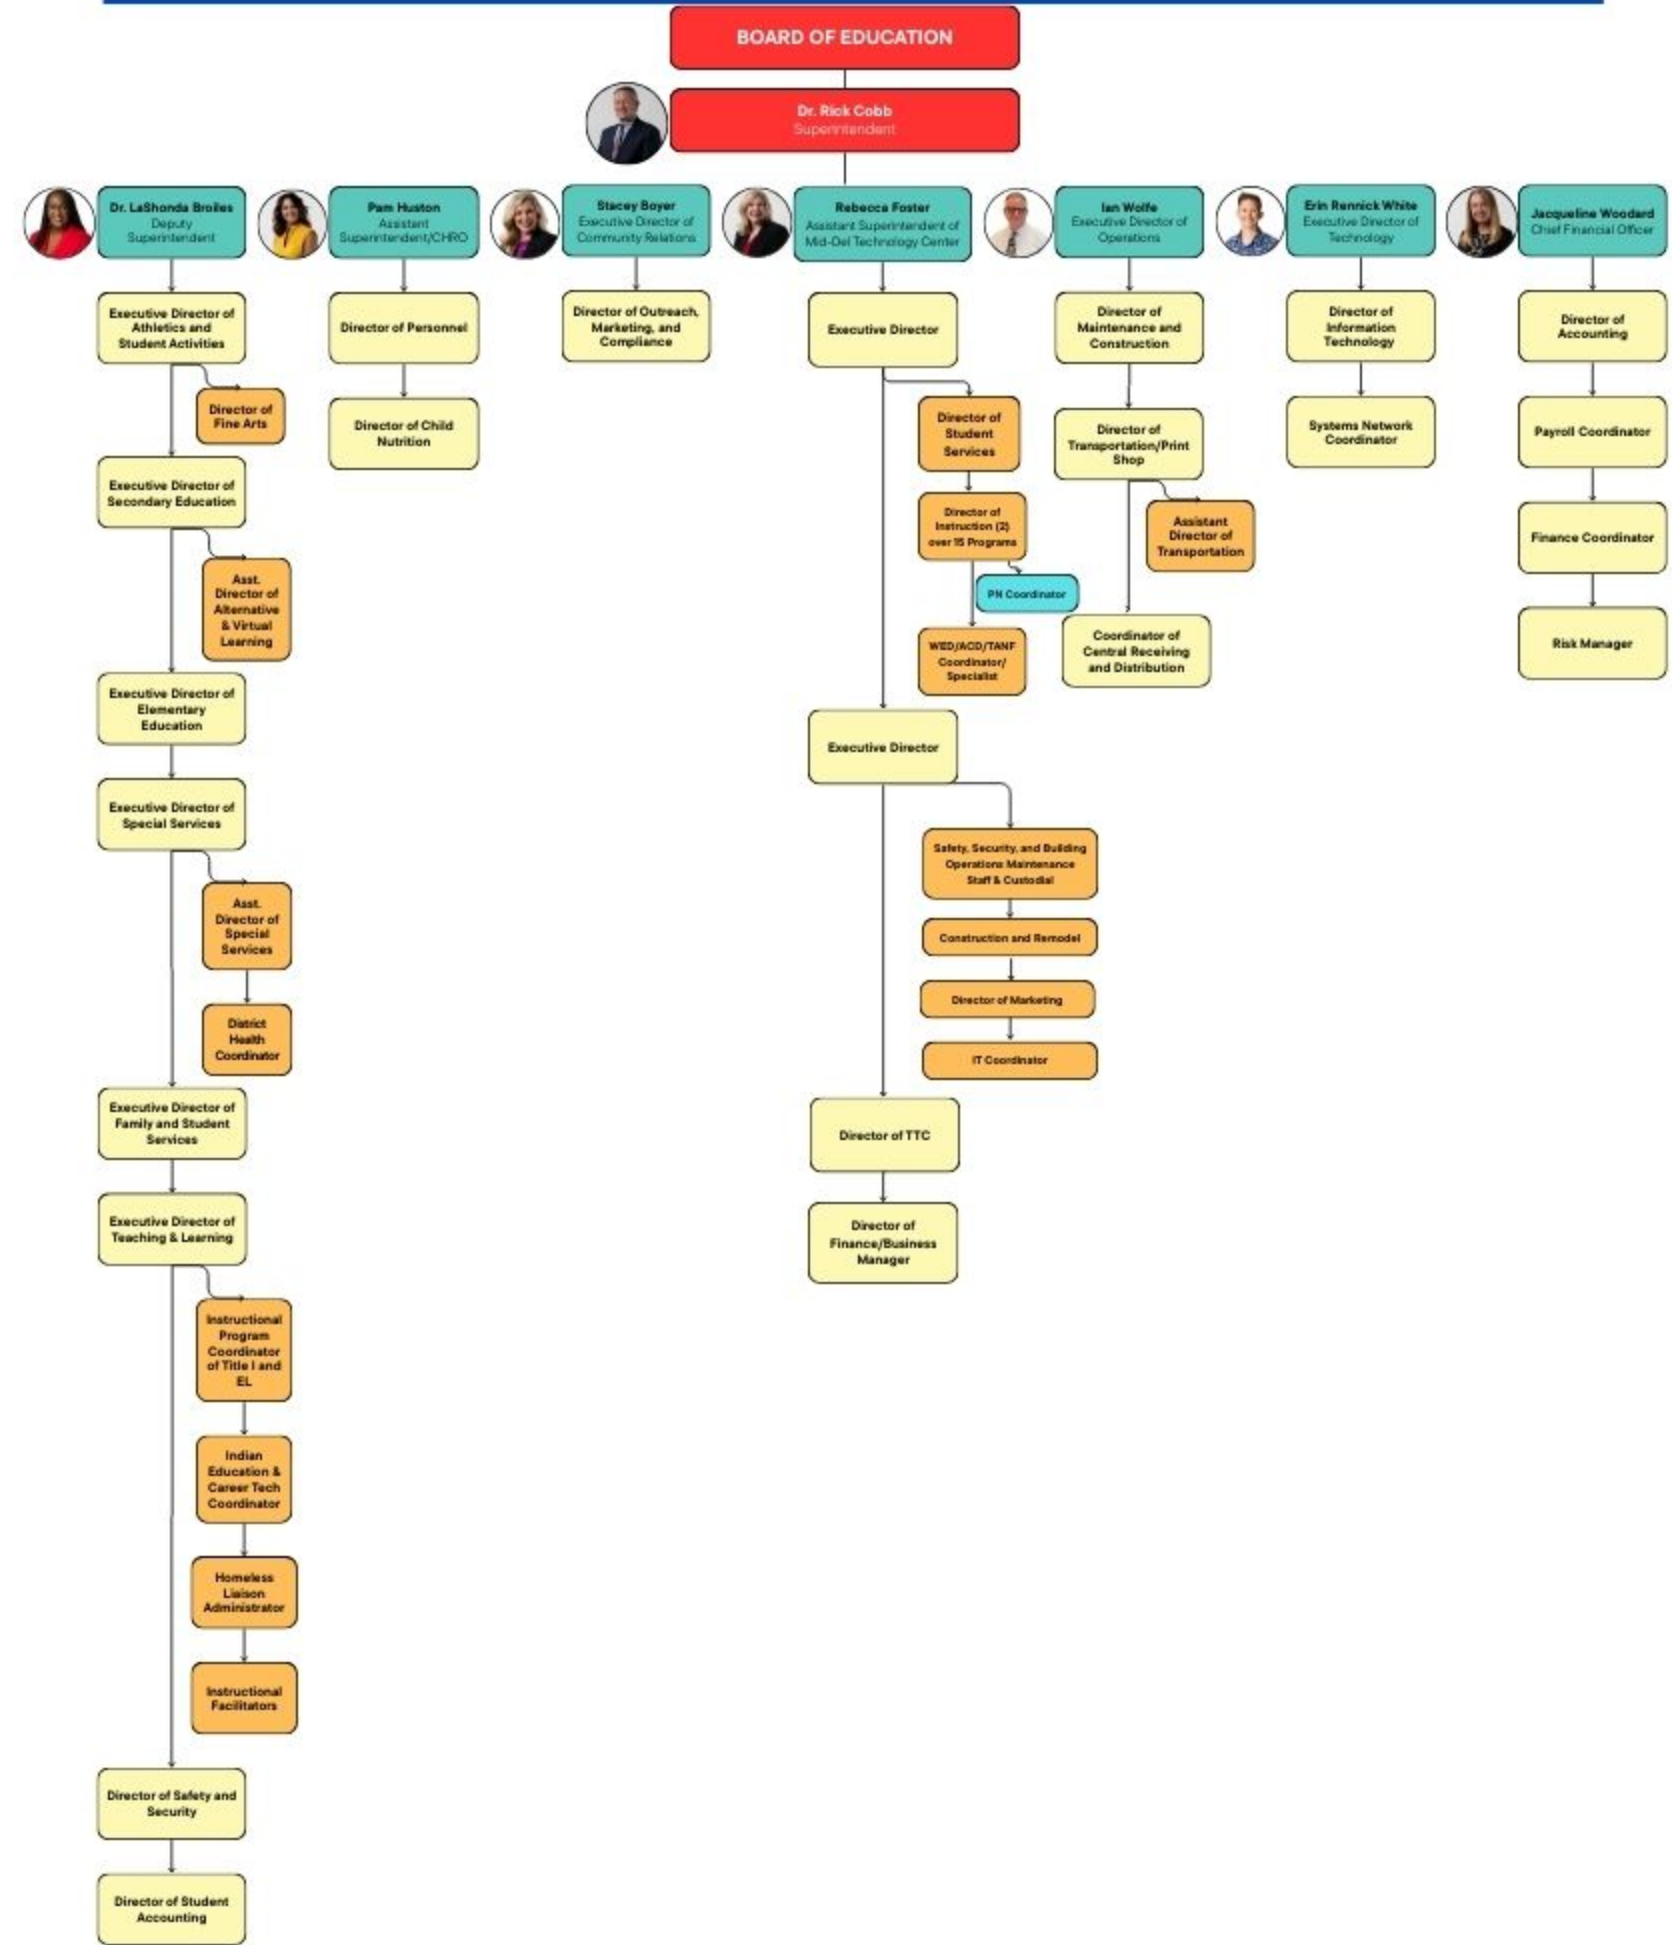 BOARD OF EDUCATION
Dr. Rick Cobb
Superintendent
Dr. LaShonda Broiles
Deputy
Superintendent
Pam Huston
Assistant
Superintendent/CHRO
Stacey Boyer
Executive Director of
Community Relations
Rebecca Foster
Assistant Superintendent of
Mid-Del Technology Center
Ian Wolfe
Executive Director of
Operations
Erin Rennick White
Executive Director of
Technology
Jacqueline Woodard
Chief Financial Officer
Executive Director of
Athletics and
Student Activities
Director of
Fine Arts
Executive Director of
Secondary Education
Asst.
Director of
Alternative
& Virtual
Learning
Executive Director of
Elementary
Education
Executive Director of
Special Services
Asst.
Director of
Special
Services
District
Health
Coordinator
Executive Director of
Family and Student
Services
Executive Director of
Teaching & Learning
Instructional
Program
Coordinator
of Title I and
EL
Indian
Education &
Career Tech
Coordinator
Homeless
Liaison
Administrator
Instructional
Facilitators
Director of Safety and
Security
Director of Student
Accounting
Director of Personnel
Director of Child
Nutrition
Director of Outreach,
Marketing, and
Compliance
Executive Director
Director of
Student
Services
Director of
Instruction (2)
over 15 Programs
PN Coordinator
WED/ACD/TANF
Coordinator/
Specialist
Executive Director
Safety, Security, and Building
Operations Maintenance
Staff & Custodial
Construction and Remodel
Director of Marketing
IT Coordinator
Director of TTC
Director of
Finance/Business
Manager
Director of
Maintenance and
Construction
Director of
Transportation/Print
Shop
Assistant
Director of
Transportation
Coordinator of
Central Receiving
and Distribution
Director of
Information
Technology
Systems Network
Coordinator
Director of
Accounting
Payroll Coordinator
Finance Coordinator
Risk Manager